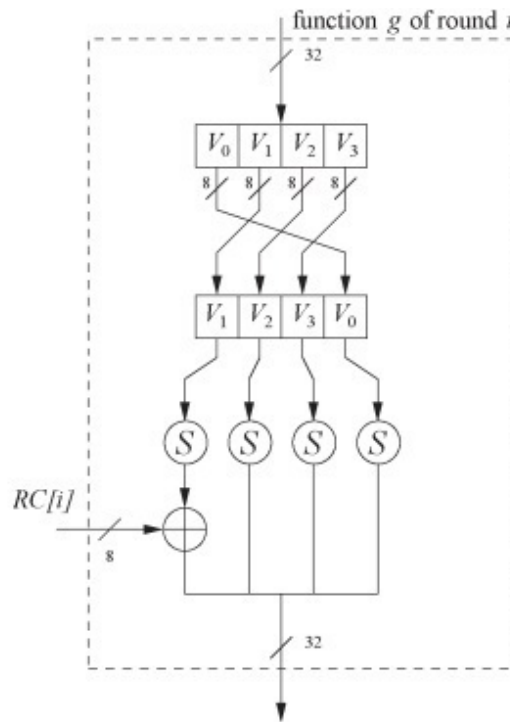 function g of round
32
V₀ V₁ V₂ V₃
8 8 8 8
V₁ V₂ V₃ V₀
S S S S
RC[i]
8
32